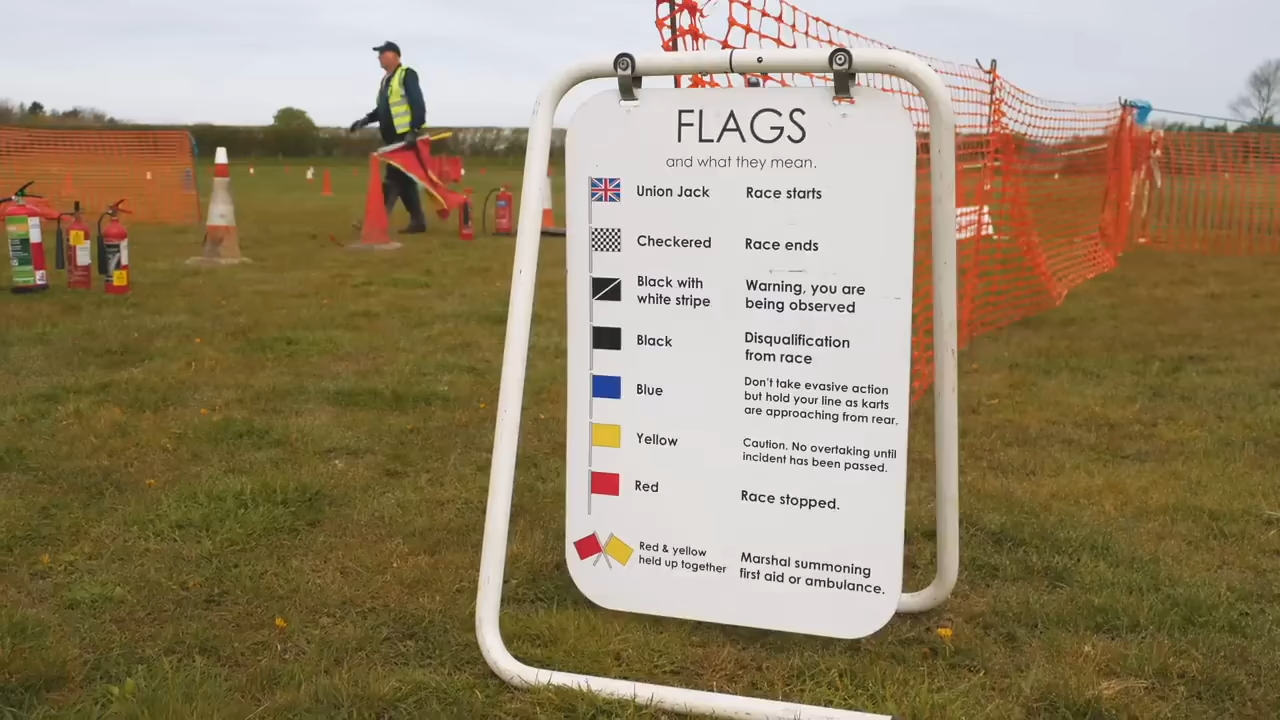 FLAGS
and what they mean.
Union Jack Race starts
Checkered Race ends
Black with
white stripe
Warning, you are
being observed
Black
Disqualification
from race
Blue
Don't take evasive action
but hold your line as karts
are approaching from rear.
Yellow
Caution. No overtaking until
incident has been passed.
Red
Race stopped.
Red & yellow
held up together
Marshal summoning
first aid or ambulance.